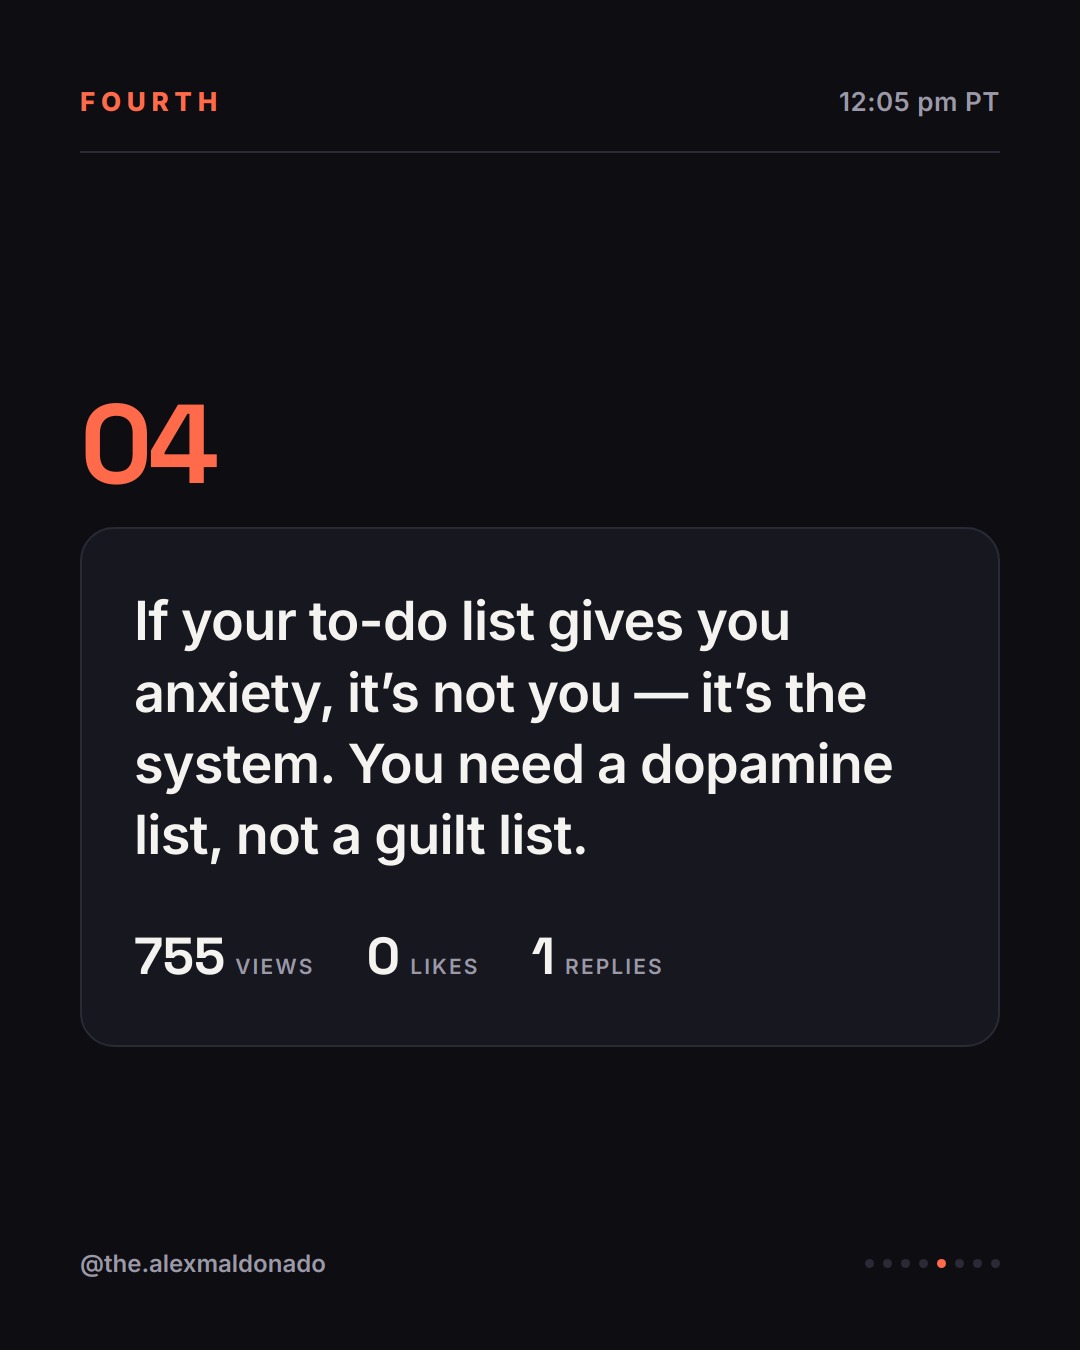 FOURTH
12:05 pm PT
04
If your to-do list gives you
anxiety, it’s not you — it’s the
system. You need a dopamine
list, not a guilt list.
755 VIEWS 0 LIKES 1 REPLIES
@the.alexmaldonado